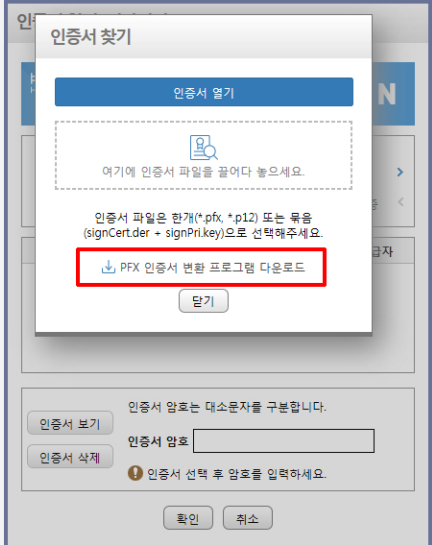 인증서 찾기
인증서 열기
N
여기에 인증서 파일을 끌어다 놓으세요.
인증서 파일은 한개(*.pfx, *.p12) 또는 묶음
(signCert.der + signPri.key)으로 선택해주세요.
PFX 인증서 변환 프로그램 다운로드
급자
닫기
인증서 암호는 대소문자를 구분합니다.
인증서 보기
인증서 암호
인증서 삭제
인증서 선택 후 암호를 입력하세요.
확인 취소